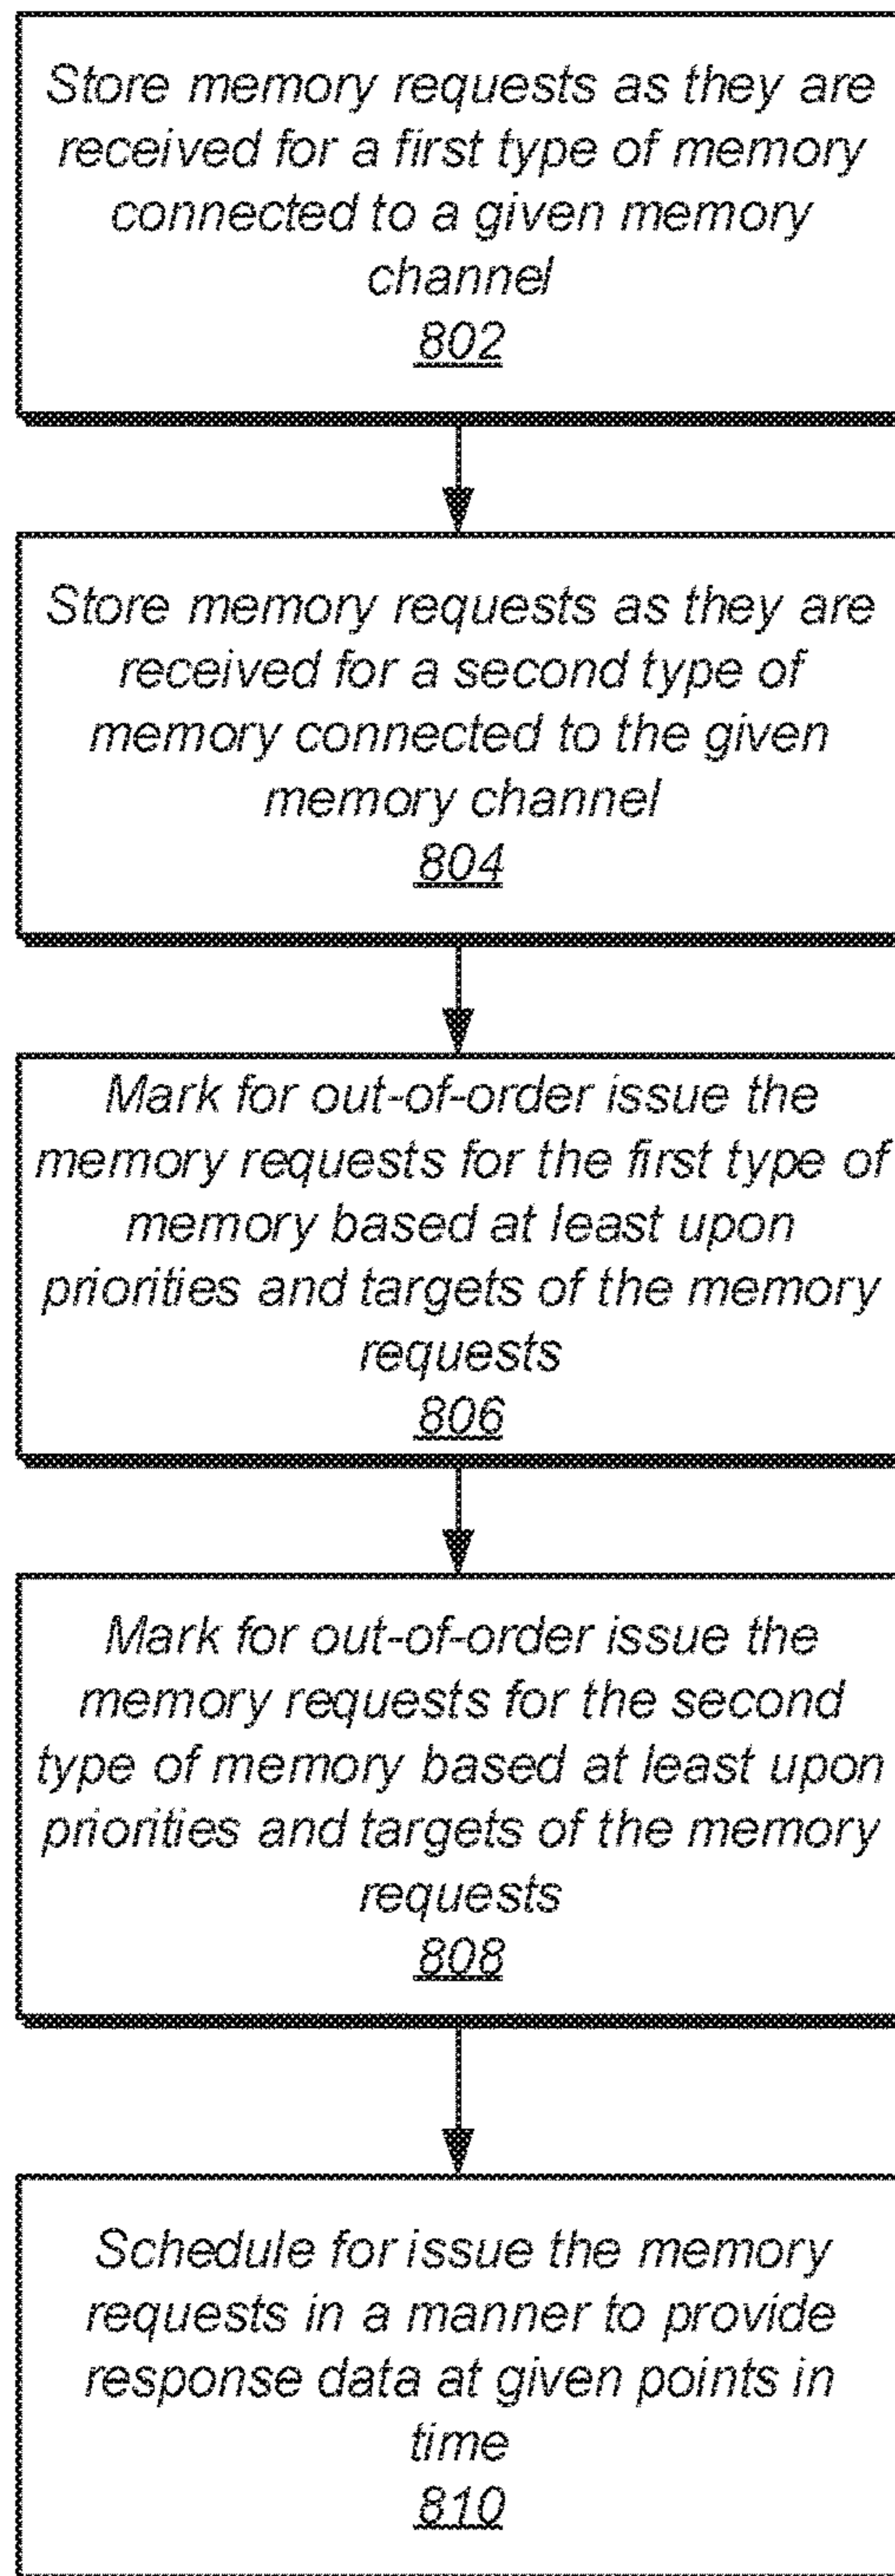 Store memory requests as they are
received for a first type of memory
connected to a given memory
channel
802
Store memory requests as they are
received for a second type of
memory connected to the given
memory channel
804
Mark for out-of-order issue the
memory requests for the first type of
memory based at least upon
priorities and targets of the memory
requests
806
Mark for out-of-order issue the
memory requests for the second
type of memory based at least upon
priorities and targets of the memory
requests
808
Schedule for issue the memory
requests in a manner to provide
response data at given points in
time
810